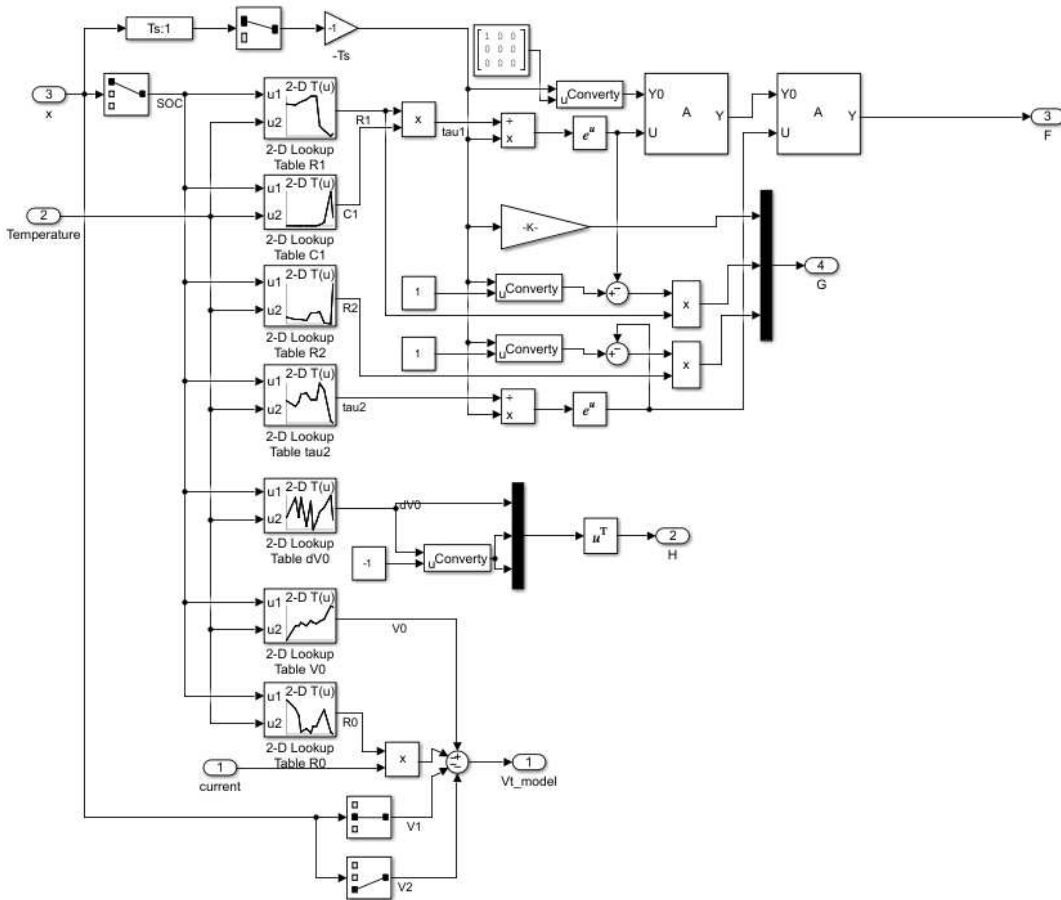 Ts:1
-1
-Ts
1 0 0
0 0 0
0 0 0
3
x
SOC
u1
u2
2-D T(u)
2-D Lookup
Table R1
R1
x
tau1
÷
x
e^u
u
Converty
Y0
U
A
Y
Y0
U
A
Y
3
F
2
Temperature
u1
u2
2-D T(u)
2-D Lookup
Table C1
C1
-K-
4
G
u1
u2
2-D T(u)
2-D Lookup
Table R2
R2
1
u
Converty
+
−
x
1
u
Converty
+
−
x
u1
u2
2-D T(u)
2-D Lookup
Table tau2
tau2
÷
x
e^u
u1
u2
2-D T(u)
2-D Lookup
Table dV0
dV0
-1
u
Converty
u^T
2
H
u1
u2
2-D T(u)
2-D Lookup
Table V0
V0
u1
u2
2-D T(u)
2-D Lookup
Table R0
R0
1
current
x
+
−
−
−
1
Vt_model
V1
V2